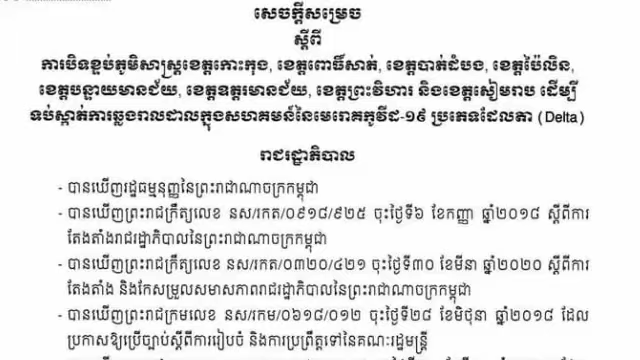 សេចក្តីសម្រេច
ស្តីពី
ការបិទខ្ទប់ភូមិសាស្ត្រខេត្តកោះកុង, ខេត្តពោធិ៍សាត់, ខេត្តបាត់ដំបង, ខេត្តប៉ៃលិន,
ខេត្តបន្ទាយមានជ័យ, ខេត្តឧត្តរមានជ័យ, ខេត្តព្រះវិហារ និងខេត្តសៀមរាប ដើម្បី
ទប់ស្កាត់ការឆ្លងរាលដាលក្នុងសហគមន៍នៃមេរោគកូវីដ-១៩ ប្រភេទដែលតា (Delta)
រាជរដ្ឋាភិបាល
- បានឃើញរដ្ឋធម្មនុញ្ញនៃព្រះរាជាណាចក្រកម្ពុជា
- បានឃើញព្រះរាជក្រឹត្យលេខ នស/រកត/០៩១៨/៩២៥ ចុះថ្ងៃទី៦ ខែកញ្ញា ឆ្នាំ២០១៨ ស្តីពីការ
តែងតាំងរាជរដ្ឋាភិបាលនៃព្រះរាជាណាចក្រកម្ពុជា
- បានឃើញព្រះរាជក្រឹត្យលេខ នស/រកត/០៣២០/៤២១ ចុះថ្ងៃទី៣០ ខែមីនា ឆ្នាំ២០២០ ស្តីពីការ
តែងតាំង និងកែសម្រួលសមាសភាពរាជរដ្ឋាភិបាលនៃព្រះរាជាណាចក្រកម្ពុជា
- បានឃើញព្រះរាជក្រមលេខ នស/រកម/០៦១៨/០១២ ចុះថ្ងៃទី២៨ ខែមិថុនា ឆ្នាំ២០១៨ ដែល
ប្រកាសឱ្យប្រើច្បាប់ស្តីពីការរៀបចំ និងការប្រព្រឹត្តទៅនៃគណៈរដ្ឋមន្ត្រី